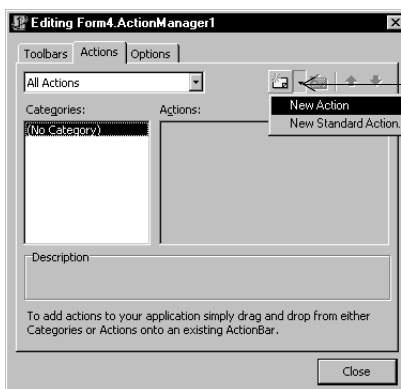 Editing Form4.ActionManager1
Toolbars Actions Options
All Actions
Categories: Actions:
New Action
New Standard Action.
(No Category)
Description
To add actions to your application simply drag and drop from either
Categories or Actions onto an existing ActionBar.
Close